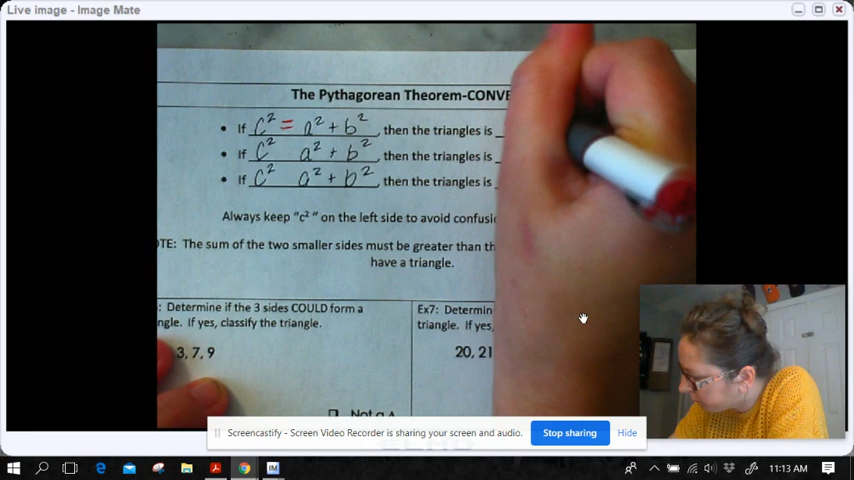 Live image - Image Mate
The Pythagorean Theorem-CONVE
• If c² = a² + b², then the triangles is
• If c² a² + b², then the triangles is
• If c² a² + b², then the triangles is
Always keep "c²" on the left side to avoid confusi
TE: The sum of the two smaller sides must be greater than th
have a triangle.
: Determine if the 3 sides COULD form a
ngle. If yes, classify the triangle.
3, 7, 9
Ex7: Determin
triangle. If yes,
20, 21
Not a
Screencastify - Screen Video Recorder is sharing your screen and audio.
Stop sharing
Hide
IM
11:13 AM